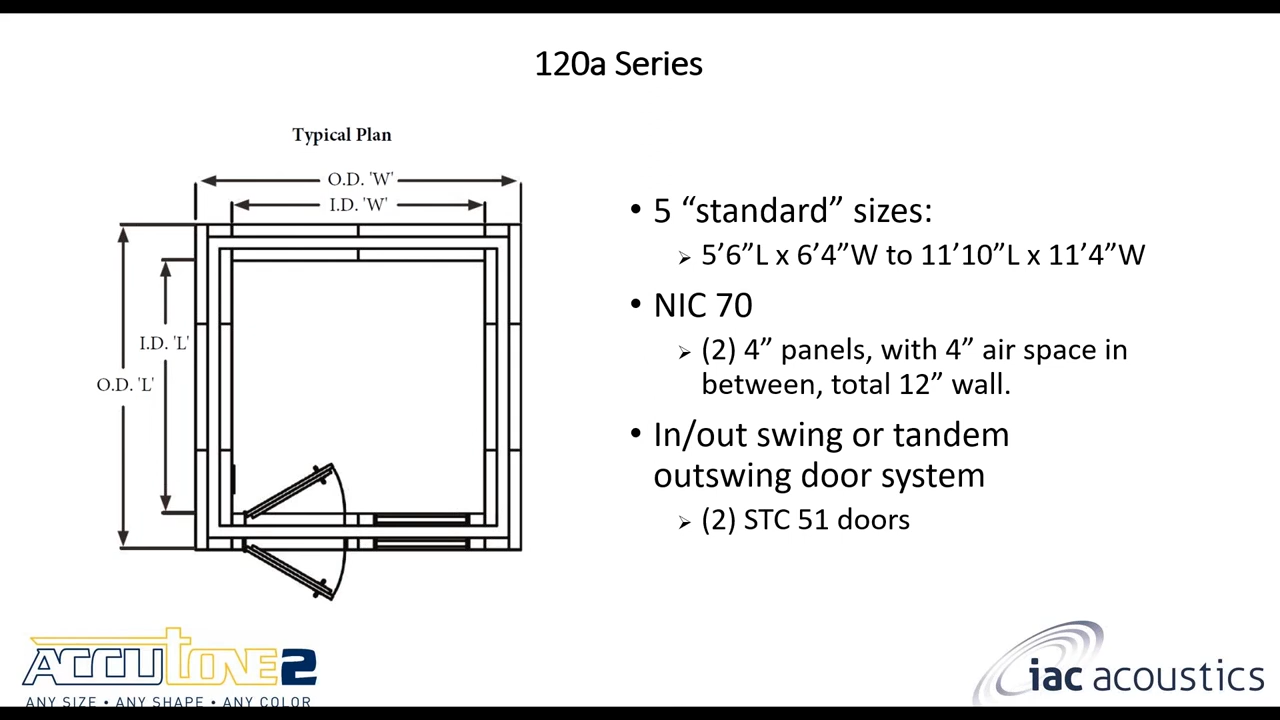 120a Series
Typical Plan
O.D. 'W'
I.D. 'W'
I.D. 'L'
O.D. 'L'
• 5 “standard” sizes:
➢ 5’6”L x 6’4”W to 11’10”L x 11’4”W
• NIC 70
➢ (2) 4” panels, with 4” air space in
between, total 12” wall.
• In/out swing or tandem
outswing door system
➢ (2) STC 51 doors
ACCUTONE2
ANY SIZE • ANY SHAPE • ANY COLOR
iac acoustics